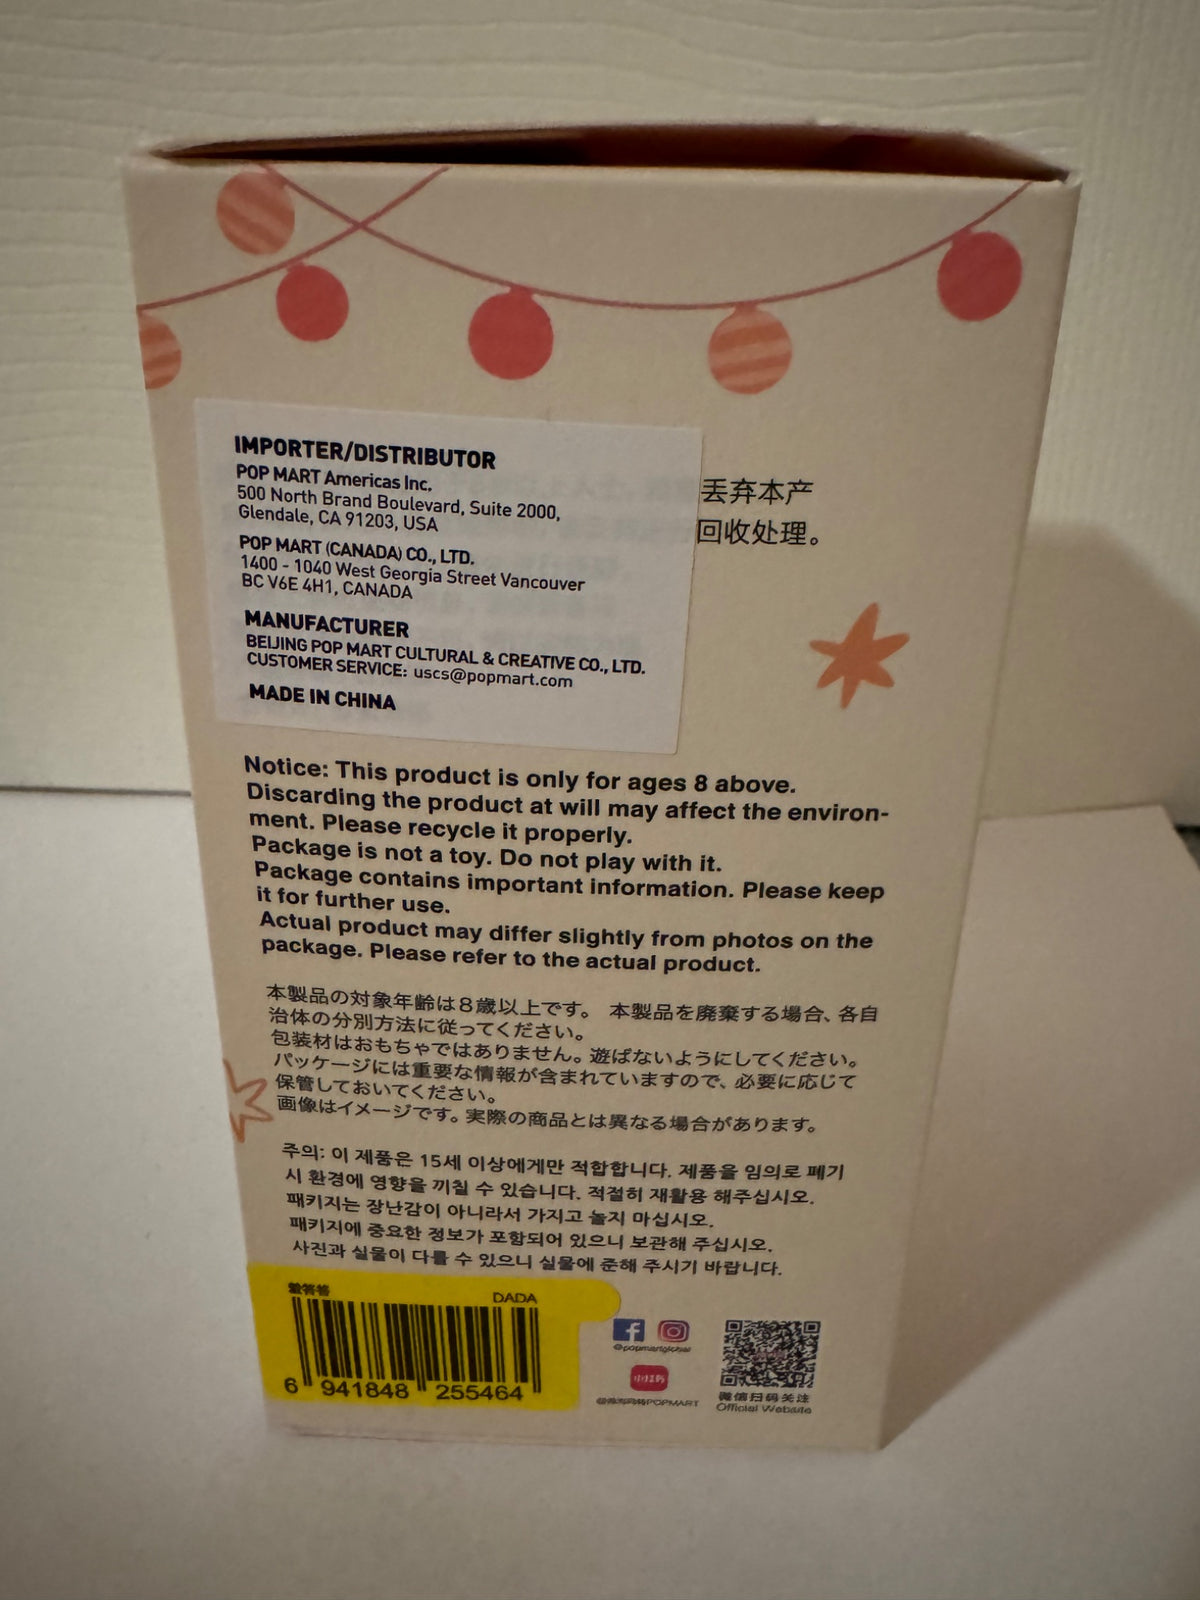 IMPORTER/DISTRIBUTOR
POP MART Americas Inc.
500 North Brand Boulevard, Suite 2000,
Glendale, CA 91203, USA
POP MART (CANADA) CO., LTD.
1400 - 1040 West Georgia Street Vancouver
BC V6E 4H1, CANADA
MANUFACTURER
BEIJING POP MART CULTURAL & CREATIVE CO., LTD.
CUSTOMER SERVICE: uscs@popmart.com
MADE IN CHINA
丢弃本产
回收处理。
Notice: This product is only for ages 8 above.
Discarding the product at will may affect the environ-
ment. Please recycle it properly.
Package is not a toy. Do not play with it.
Package contains important information. Please keep
it for further use.
Actual product may differ slightly from photos on the
package. Please refer to the actual product.
本製品の対象年齢は8歳以上です。 本製品を廃棄する場合、各自
治体の分別方法に従ってください。
包装材はおもちゃではありません。遊ばないようにしてください。
パッケージには重要な情報が含まれていますので、必要に応じて
保管しておいてください。
画像はイメージです。実際の商品とは異なる場合があります。
주의: 이 제품은 15세 이상에게만 적합합니다. 제품을 임의로 폐기
시 환경에 영향을 끼칠 수 있습니다. 적절히 재활용 해주십시오.
패키지는 장난감이 아니라서 가지고 놀지 마십시오.
패키지에 중요한 정보가 포함되어 있으니 보관해 주십시오.
사진과 실물이 다를 수 있으니 실물에 준해 주시기 바랍니다.
DADA
6 941848 255464
@popmartglobal
小红书
POPMART
微信扫码关注
Official Website